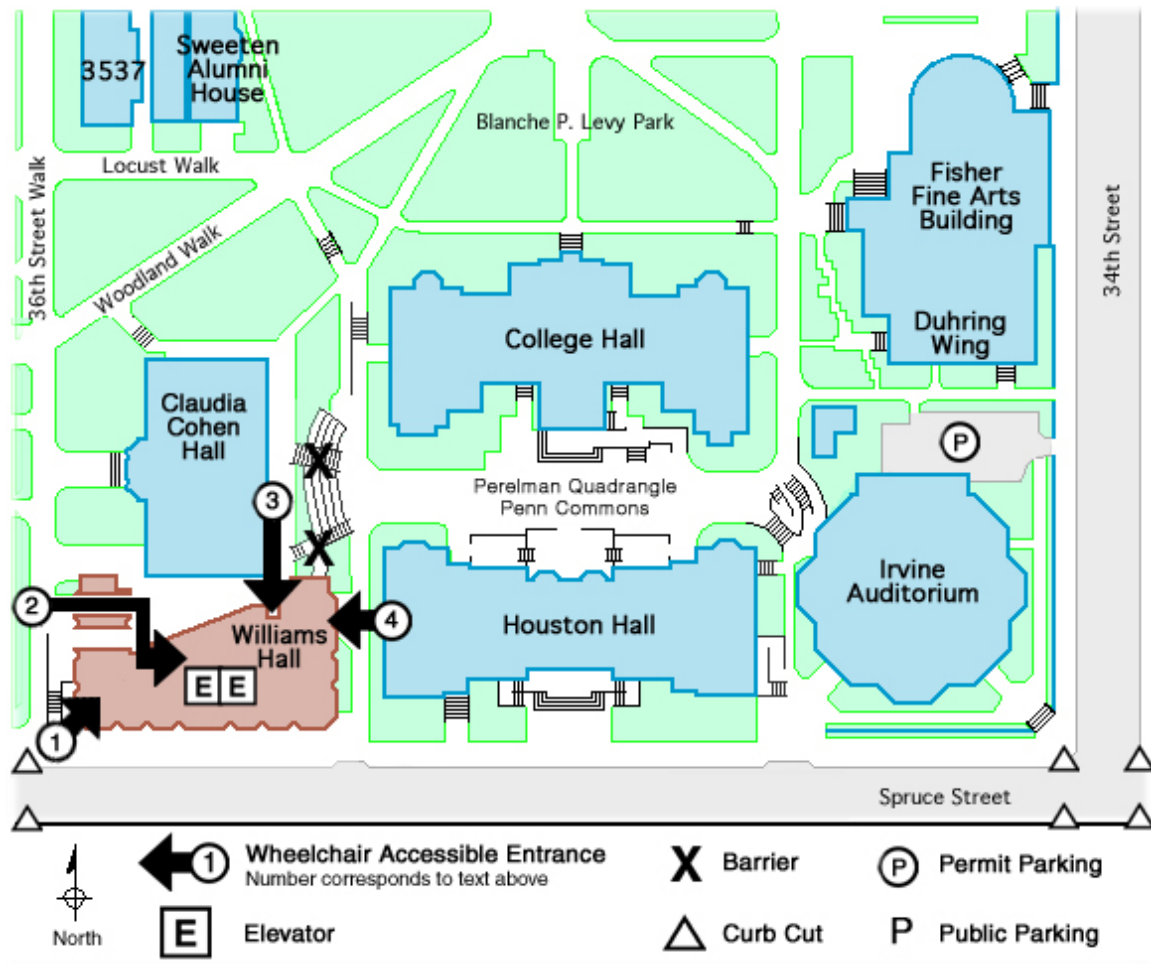 3537
Sweeten
Alumni
House
Blanche P. Levy Park
Locust Walk
36th Street Walk
Woodland Walk
Fisher
Fine Arts
Building
34th Street
Duhring
Wing
College Hall
Claudia
Cohen
Hall
P
X
3
Perelman Quadrangle
Penn Commons
X
2
4
Irvine
Auditorium
Williams
Hall
Houston Hall
E E
1
Spruce Street
1
Wheelchair Accessible Entrance
Number corresponds to text above
X Barrier
P Permit Parking
North
E Elevator
Curb Cut
P Public Parking